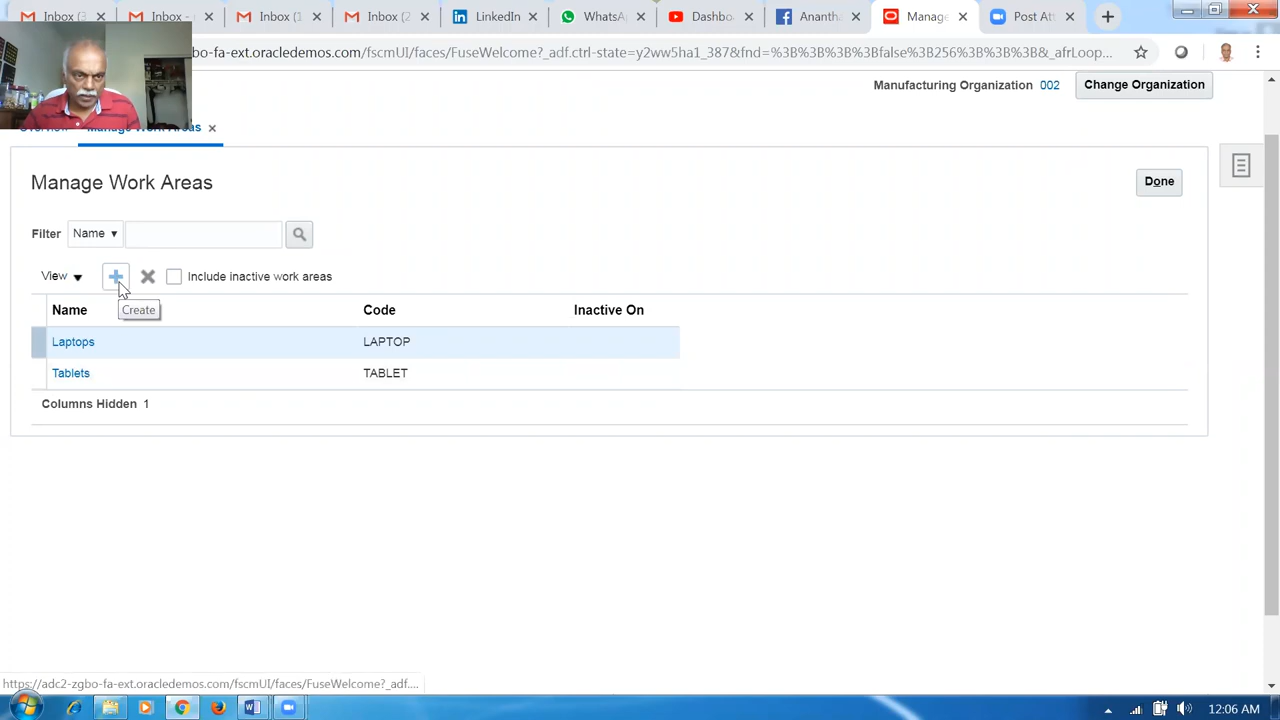 Inbox (3
Inbox (1
Inbox (1
Inbox (2
LinkedIn
WhatsA
Dashbo
Anantha
Manage
Post Att
bo-fa-ext.oracledemos.com/fscmUI/faces/FuseWelcome?_adf.ctrl-state=y2ww5ha1_387&fnd=%3B%3B%3B%3Bfalse%3B256%3B%3B%3B&_afrLoop...
Manufacturing Organization 002 Change Organization
Manage Work Areas
Manage Work Areas
Done
Filter Name
View Include inactive work areas
Name Code Inactive On
Create
Laptops LAPTOP
Tablets TABLET
Columns Hidden 1
https://adc2-zgbo-fa-ext.oracledemos.com/fscmUI/faces/FuseWelcome?_adf....
12:06 AM